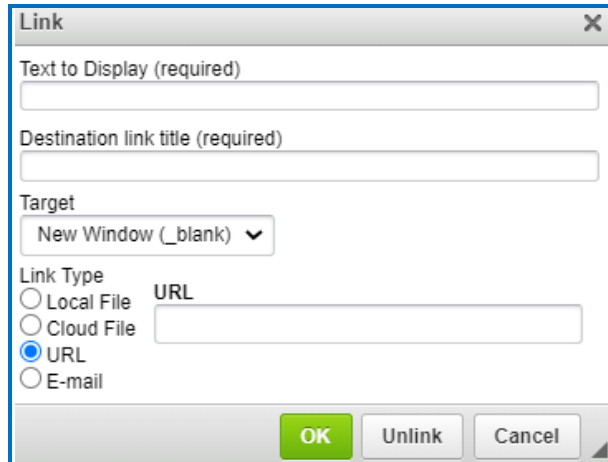 Link
Text to Display (required)
Destination link title (required)
Target
New Window (_blank)
Link Type
Local File
URL
Cloud File
URL
E-mail
OK Unlink Cancel